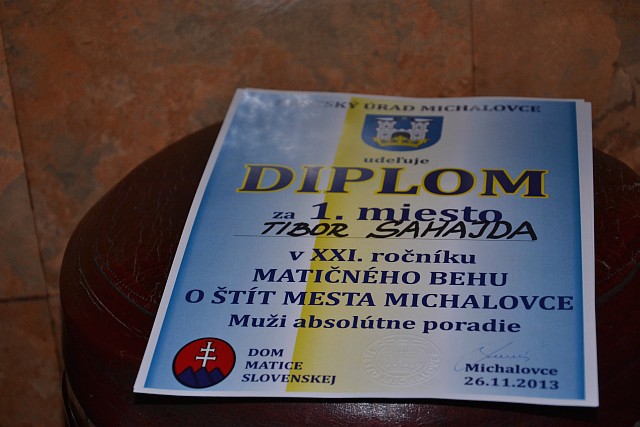 SKÝ ÚRAD MICHALOVCE
udeľuje
DIPLOM
za 1. miesto
TIBOR SAHAJDA
v XXI. ročníku
MATIČNÉHO BEHU
O ŠTÍT MESTA MICHALOVCE
Muži absolútne poradie
DOM
MATICE
SLOVENSKEJ
Michalovce
26.11.2013